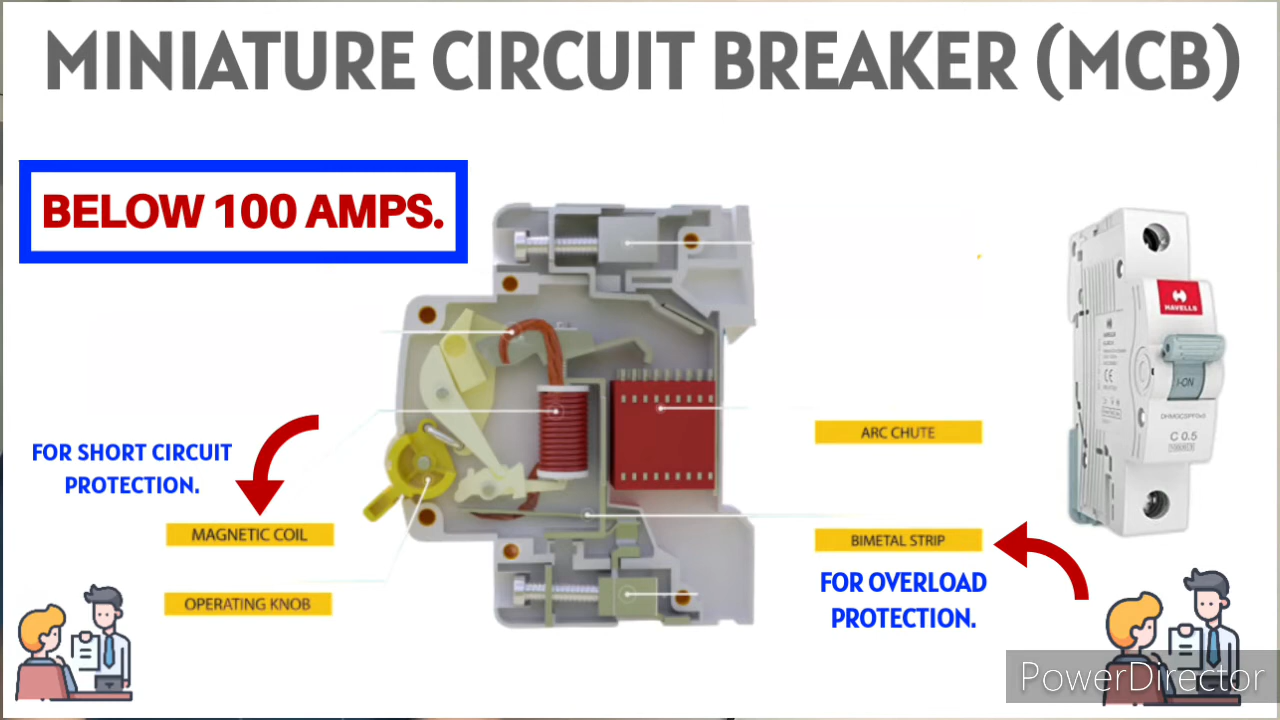 MINIATURE CIRCUIT BREAKER (MCB)
BELOW 100 AMPS.
HAVELLS
I-ON
C 0.5
ARC CHUTE
FOR SHORT CIRCUIT
PROTECTION.
MAGNETIC COIL
BIMETAL STRIP
FOR OVERLOAD
PROTECTION.
OPERATING KNOB
PowerDirector